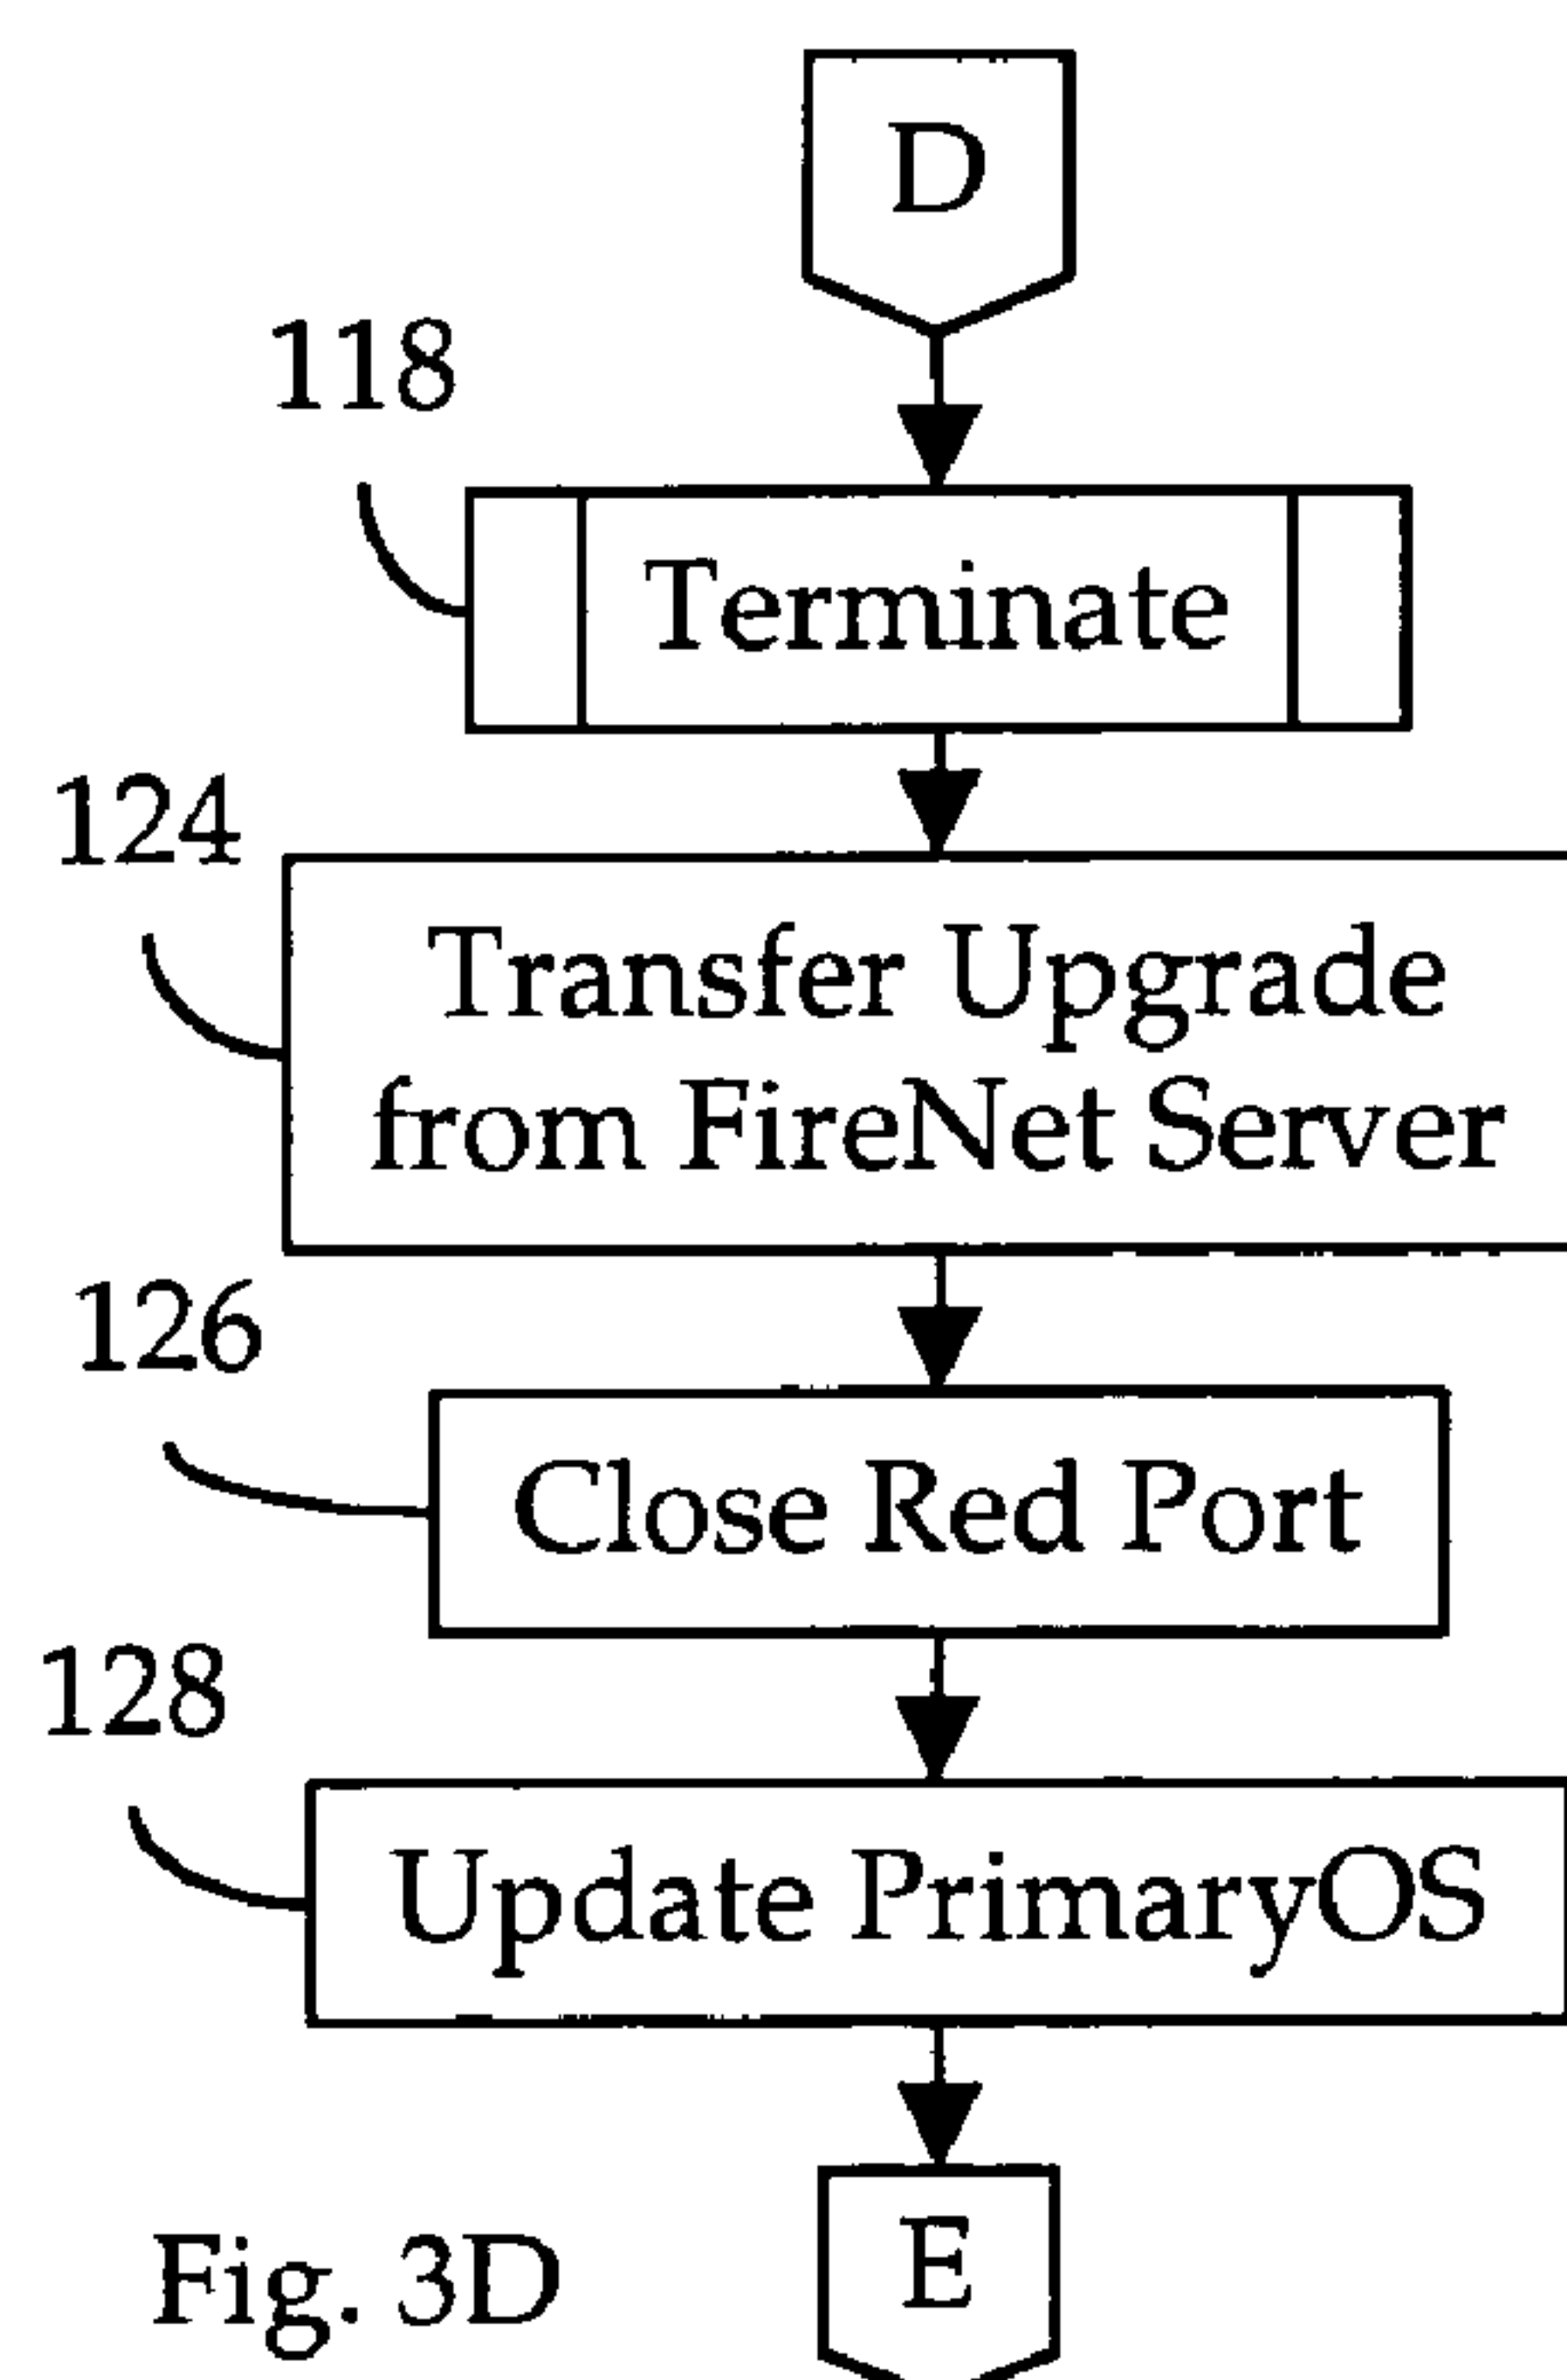 D
118
Terminate
124
Transfer Upgrade
from FireNet Server
126
Close Red Port
128
Update PrimaryOS
E
Fig. 3D